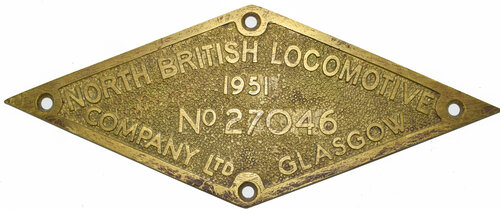 NORTH BRITISH LOCOMOTIVE
1951
No 27046
COMPANY LTD GLASGOW